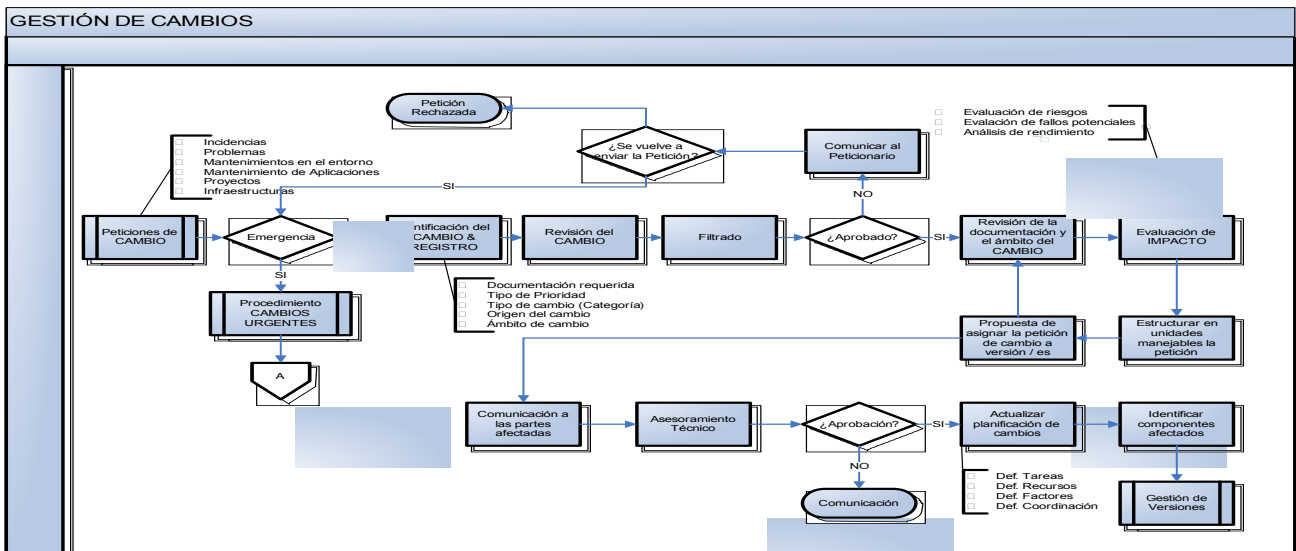 GESTIÓN DE CAMBIOS
Petición
Rechazada
¿Se vuelve a
enviar la Petición?
Comunicar al
Peticionario
Evaluación de riesgos
Evalación de fallos potenciales
Análisis de rendimiento
Incidencias
Problemas
Mantenimientos en el entorno
Mantenimiento de Aplicaciones
Proyectos
Infraestructuras
SI
NO
Peticiones de
CAMBIO
Emergencia
ntificación del
CAMBIO &
REGISTRO
Revisión del
CAMBIO
Filtrado
¿Aprobado?
SI
Revisión de la
documentación y
el ámbito del
CAMBIO
Evaluación de
IMPACTO
SI
Procedimiento
CAMBIOS
URGENTES
Documentación requerida
Tipo de Prioridad
Tipo de cambio (Categoría)
Origen del cambio
Ámbito de cambio
Propuesta de
asignar la petición
de cambio a
versión / es
Estructurar en
unidades
manejables la
petición
A
Comunicación a
las partes
afectadas
Asesoramiento
Técnico
¿Aprobación?
SI
Actualizar
planificación de
cambios
Identificar
componentes
afectados
NO
Comunicación
Def. Tareas
Def. Recursos
Def. Factores
Def. Coordinación
Gestión de
Versiones